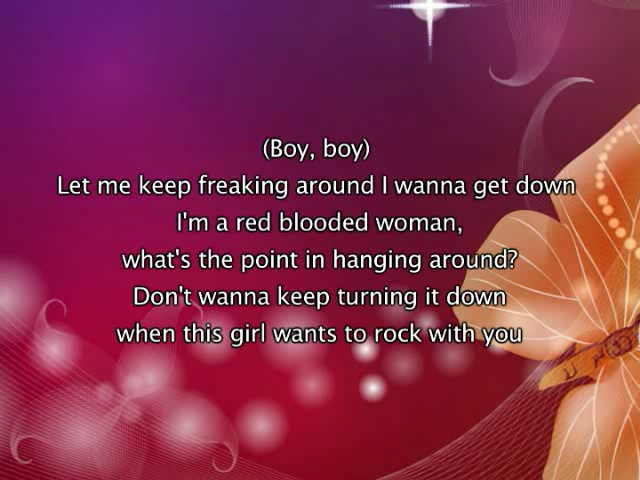 (Boy, boy)
Let me keep freaking around I wanna get down
I'm a red blooded woman,
what's the point in hanging around?
Don't wanna keep turning it down
when this girl wants to rock with you